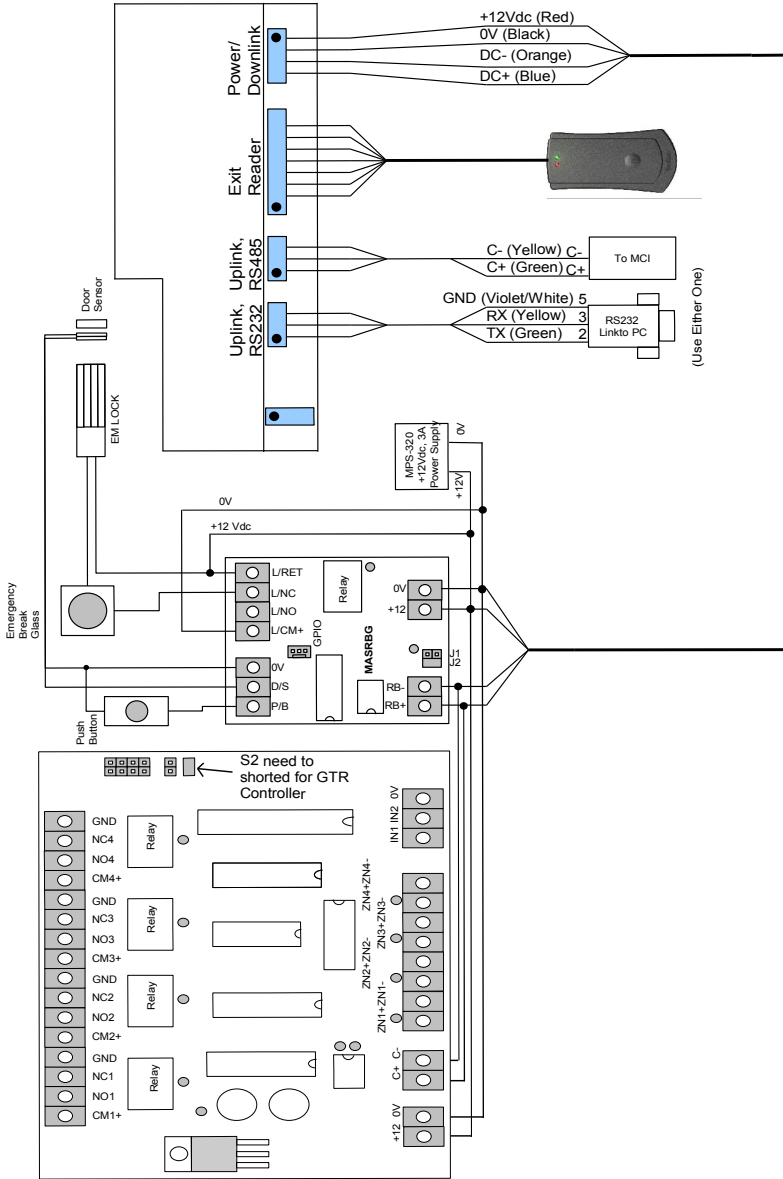 +12Vdc (Red)
0V (Black)
DC- (Orange)
DC+ (Blue)
Power/
Downlink
Exit
Reader
Uplink,
RS485
C- (Yellow) C-
C+ (Green) C+
To MCI
Uplink,
RS232
GND (Violet/White) 5
RX (Yellow) 3
TX (Green) 2
RS232
Linkto PC
(Use Either One)
Door
Sensor
EM LOCK
Emergency
Break
Glass
Push
Button
MPS-320
+12Vdc, 3A
Power Supply
0V
+12V
0V
+12 Vdc
L/RET
L/NC
L/NO
L/CM+
Relay
GPIO
MASRBG
0V
D/S
P/B
0V
+12
J1
J2
RB-
RB+
S2 need to
shorted for GTR
Controller
GND
NC4
NO4
CM4+
GND
NC3
NO3
CM3+
GND
NC2
NO2
CM2+
GND
NC1
NO1
CM1+
Relay
Relay
Relay
Relay
IN1 IN2 0V
ZN4+ZN4-
ZN3+ZN3-
ZN2+ZN2-
ZN1+ZN1-
C+ C-
+12 0V